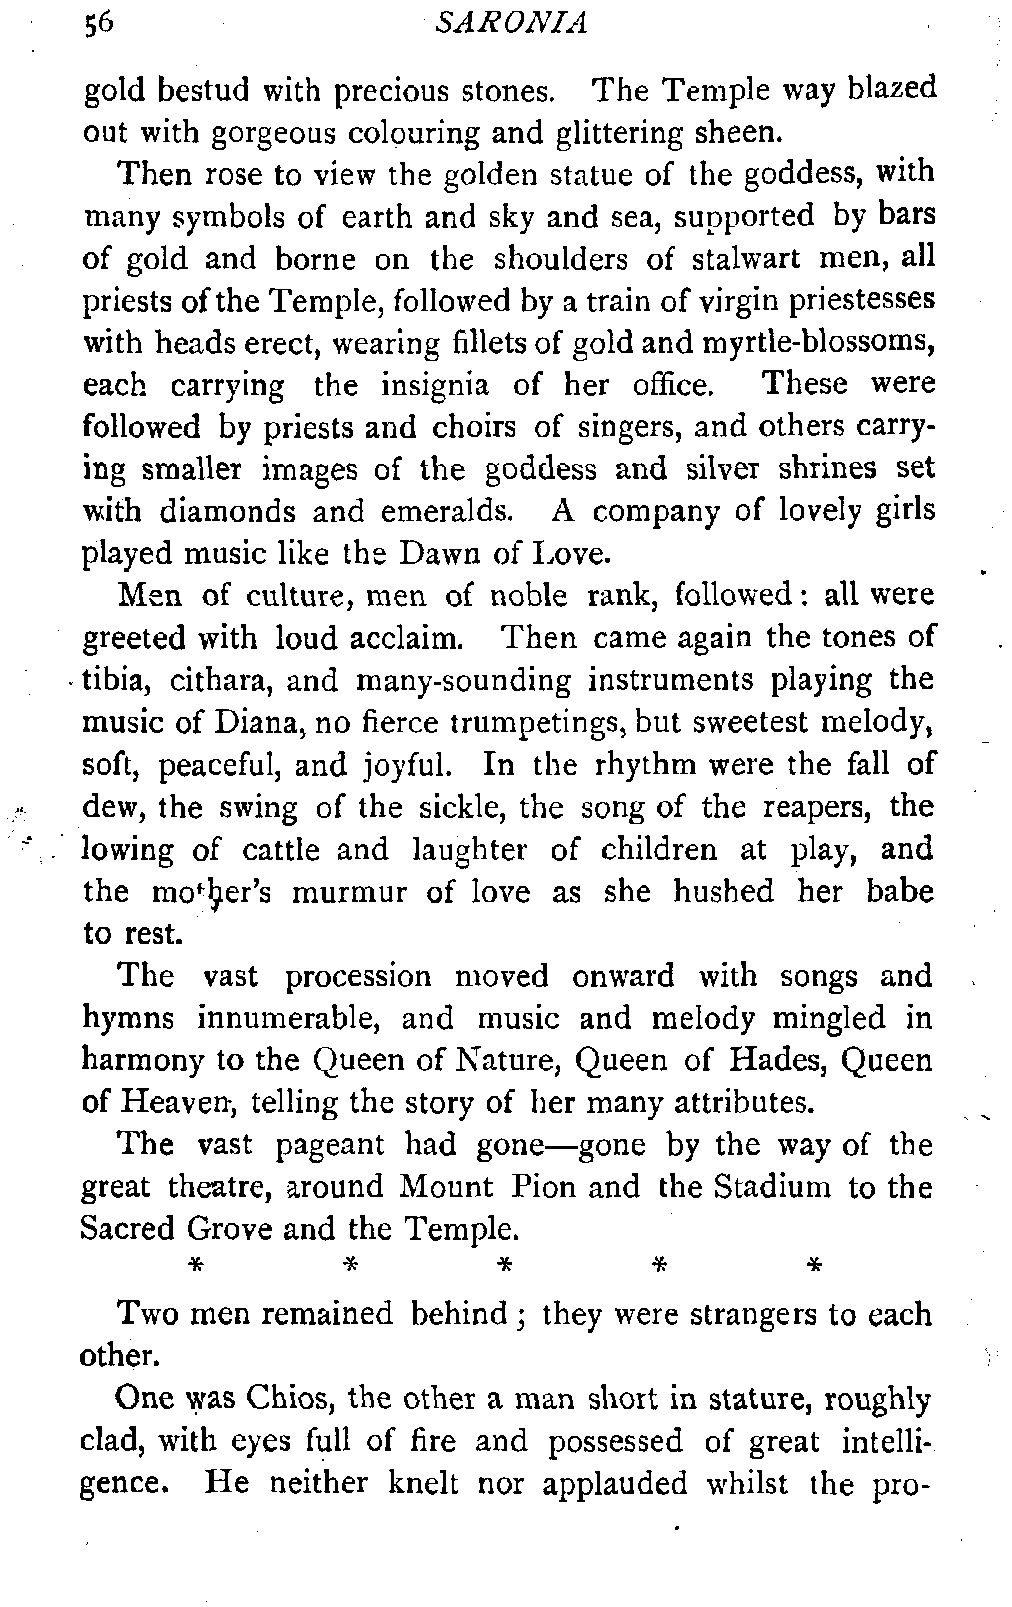 56 SARONIA
gold bestud with precious stones. The Temple way blazed
out with gorgeous colouring and glittering sheen.
Then rose to view the golden statue of the goddess, with
many symbols of earth and sky and sea, supported by bars
of gold and borne on the shoulders of stalwart men, all
priests of the Temple, followed by a train of virgin priestesses
with heads erect, wearing fillets of gold and myrtle-blossoms,
each carrying the insignia of her office. These were
followed by priests and choirs of singers, and others carry-
ing smaller images of the goddess and silver shrines set
with diamonds and emeralds. A company of lovely girls
played music like the Dawn of Love.
Men of culture, men of noble rank, followed: all were
greeted with loud acclaim. Then came again the tones of
tibia, cithara, and many-sounding instruments playing the
music of Diana, no fierce trumpetings, but sweetest melody,
soft, peaceful, and joyful. In the rhythm were the fall of
dew, the swing of the sickle, the song of the reapers, the
lowing of cattle and laughter of children at play, and
the mother's murmur of love as she hushed her babe
to rest.
The vast procession moved onward with songs and
hymns innumerable, and music and melody mingled in
harmony to the Queen of Nature, Queen of Hades, Queen
of Heaven, telling the story of her many attributes.
The vast pageant had gone—gone by the way of the
great theatre, around Mount Pion and the Stadium to the
Sacred Grove and the Temple.
* * * * *
Two men remained behind; they were strangers to each
other.
One was Chios, the other a man short in stature, roughly
clad, with eyes full of fire and possessed of great intelli-
gence. He neither knelt nor applauded whilst the pro-